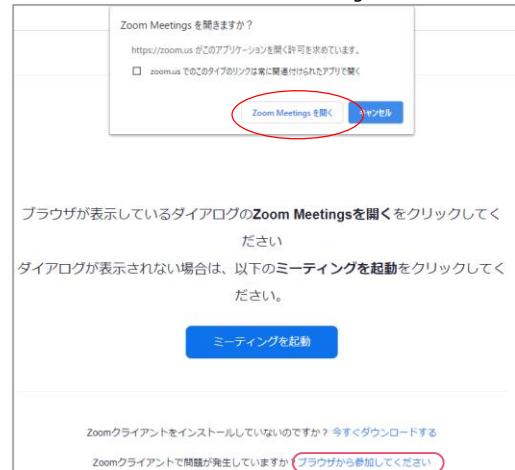 Zoom Meetings を開きますか？
https://zoom.us がこのアプリケーションを開く許可を求めています。
zoom.us でのこのタイプのリンクは常に関連付けられたアプリで開く
Zoom Meetings を開く キャンセル
ブラウザが表示しているダイアログのZoom Meetingsを開くをクリックしてく
ださい
ダイアログが表示されない場合は、以下のミーティングを起動をクリックしてく
ださい。
ミーティングを起動
Zoomクライアントをインストールしていないのですか？ 今すぐダウンロードする
Zoomクライアントで問題が発生していますか？ブラウザから参加してください